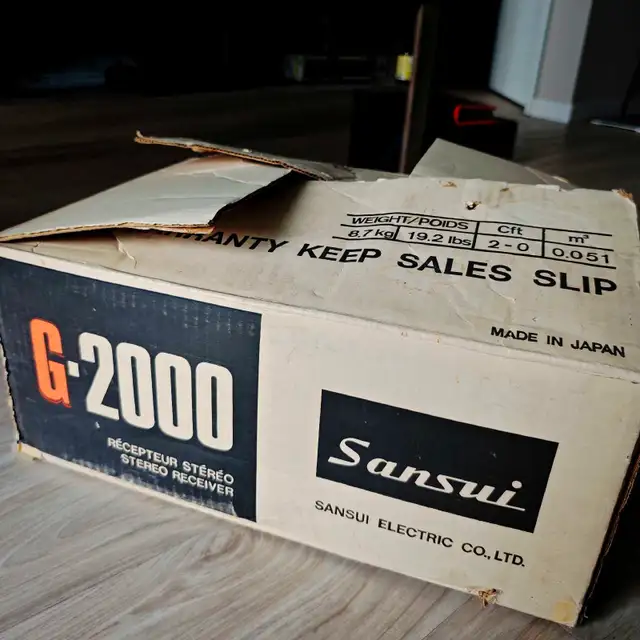 WEIGHT/POIDS Cft m³
8.7 kg 19.2 lbs 2-0 0.051
KEEP SALES SLIP
MADE IN JAPAN
G-2000
RÉCEPTEUR STÉRÉO
STEREO RECEIVER
Sansui
SANSUI ELECTRIC CO., LTD.